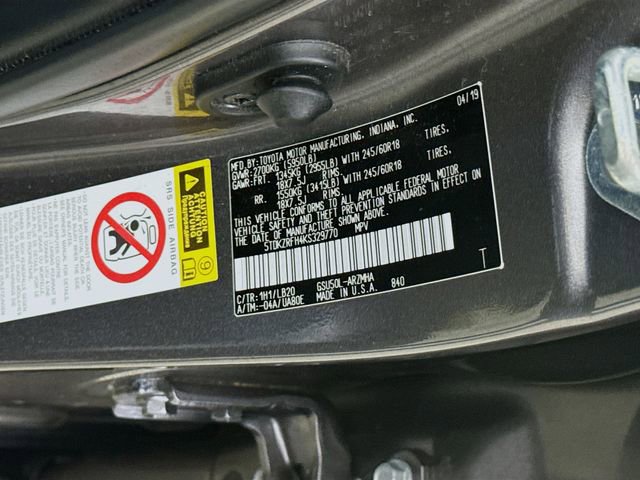 04/19
MFD.BY:TOYOTA MOTOR MANUFACTURING, INDIANA, INC.
GVWR:2700KG (5950LB)
GAWR:FRT. 1345KG (2955LB) WITH 245/60R18 TIRES,
18X7.5J RIMS
RR. 1550KG (3415LB) WITH 245/60R18 TIRES,
18X7.5J RIMS
THIS VEHICLE CONFORMS TO ALL APPLICABLE FEDERAL MOTOR
VEHICLE SAFETY AND THEFT PREVENTION STANDARDS IN
EFFECT ON THE DATE OF MANUFACTURE SHOWN ABOVE.
5TDKZRFH4KS329770 MPV
T
C/TR:1H1/LB20 GSU50L-ARZMHA
A/TM:-04A/UA80E MADE IN U.S.A. 840
SRS SIDE AIRBAG
9